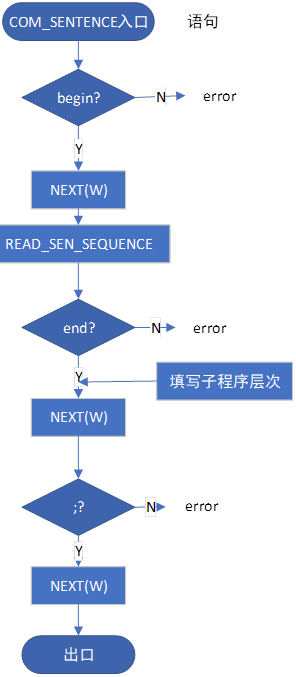 COM_SENTENCE入口
语句
begin?
N
error
Y
NEXT(W)
READ_SEN_SEQUENCE
end?
N
error
Y
填写子程序层次
NEXT(W)
;?
N
error
Y
NEXT(W)
出口